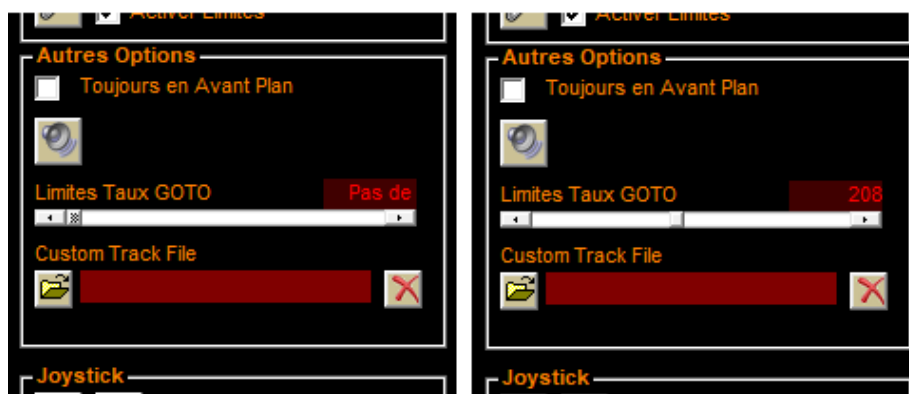 Activer Limites
Autres Options
Toujours en Avant Plan
Limites Taux GOTO Pas de
Custom Track File
Joystick
Activer Limites
Autres Options
Toujours en Avant Plan
Limites Taux GOTO 208
Custom Track File
Joystick